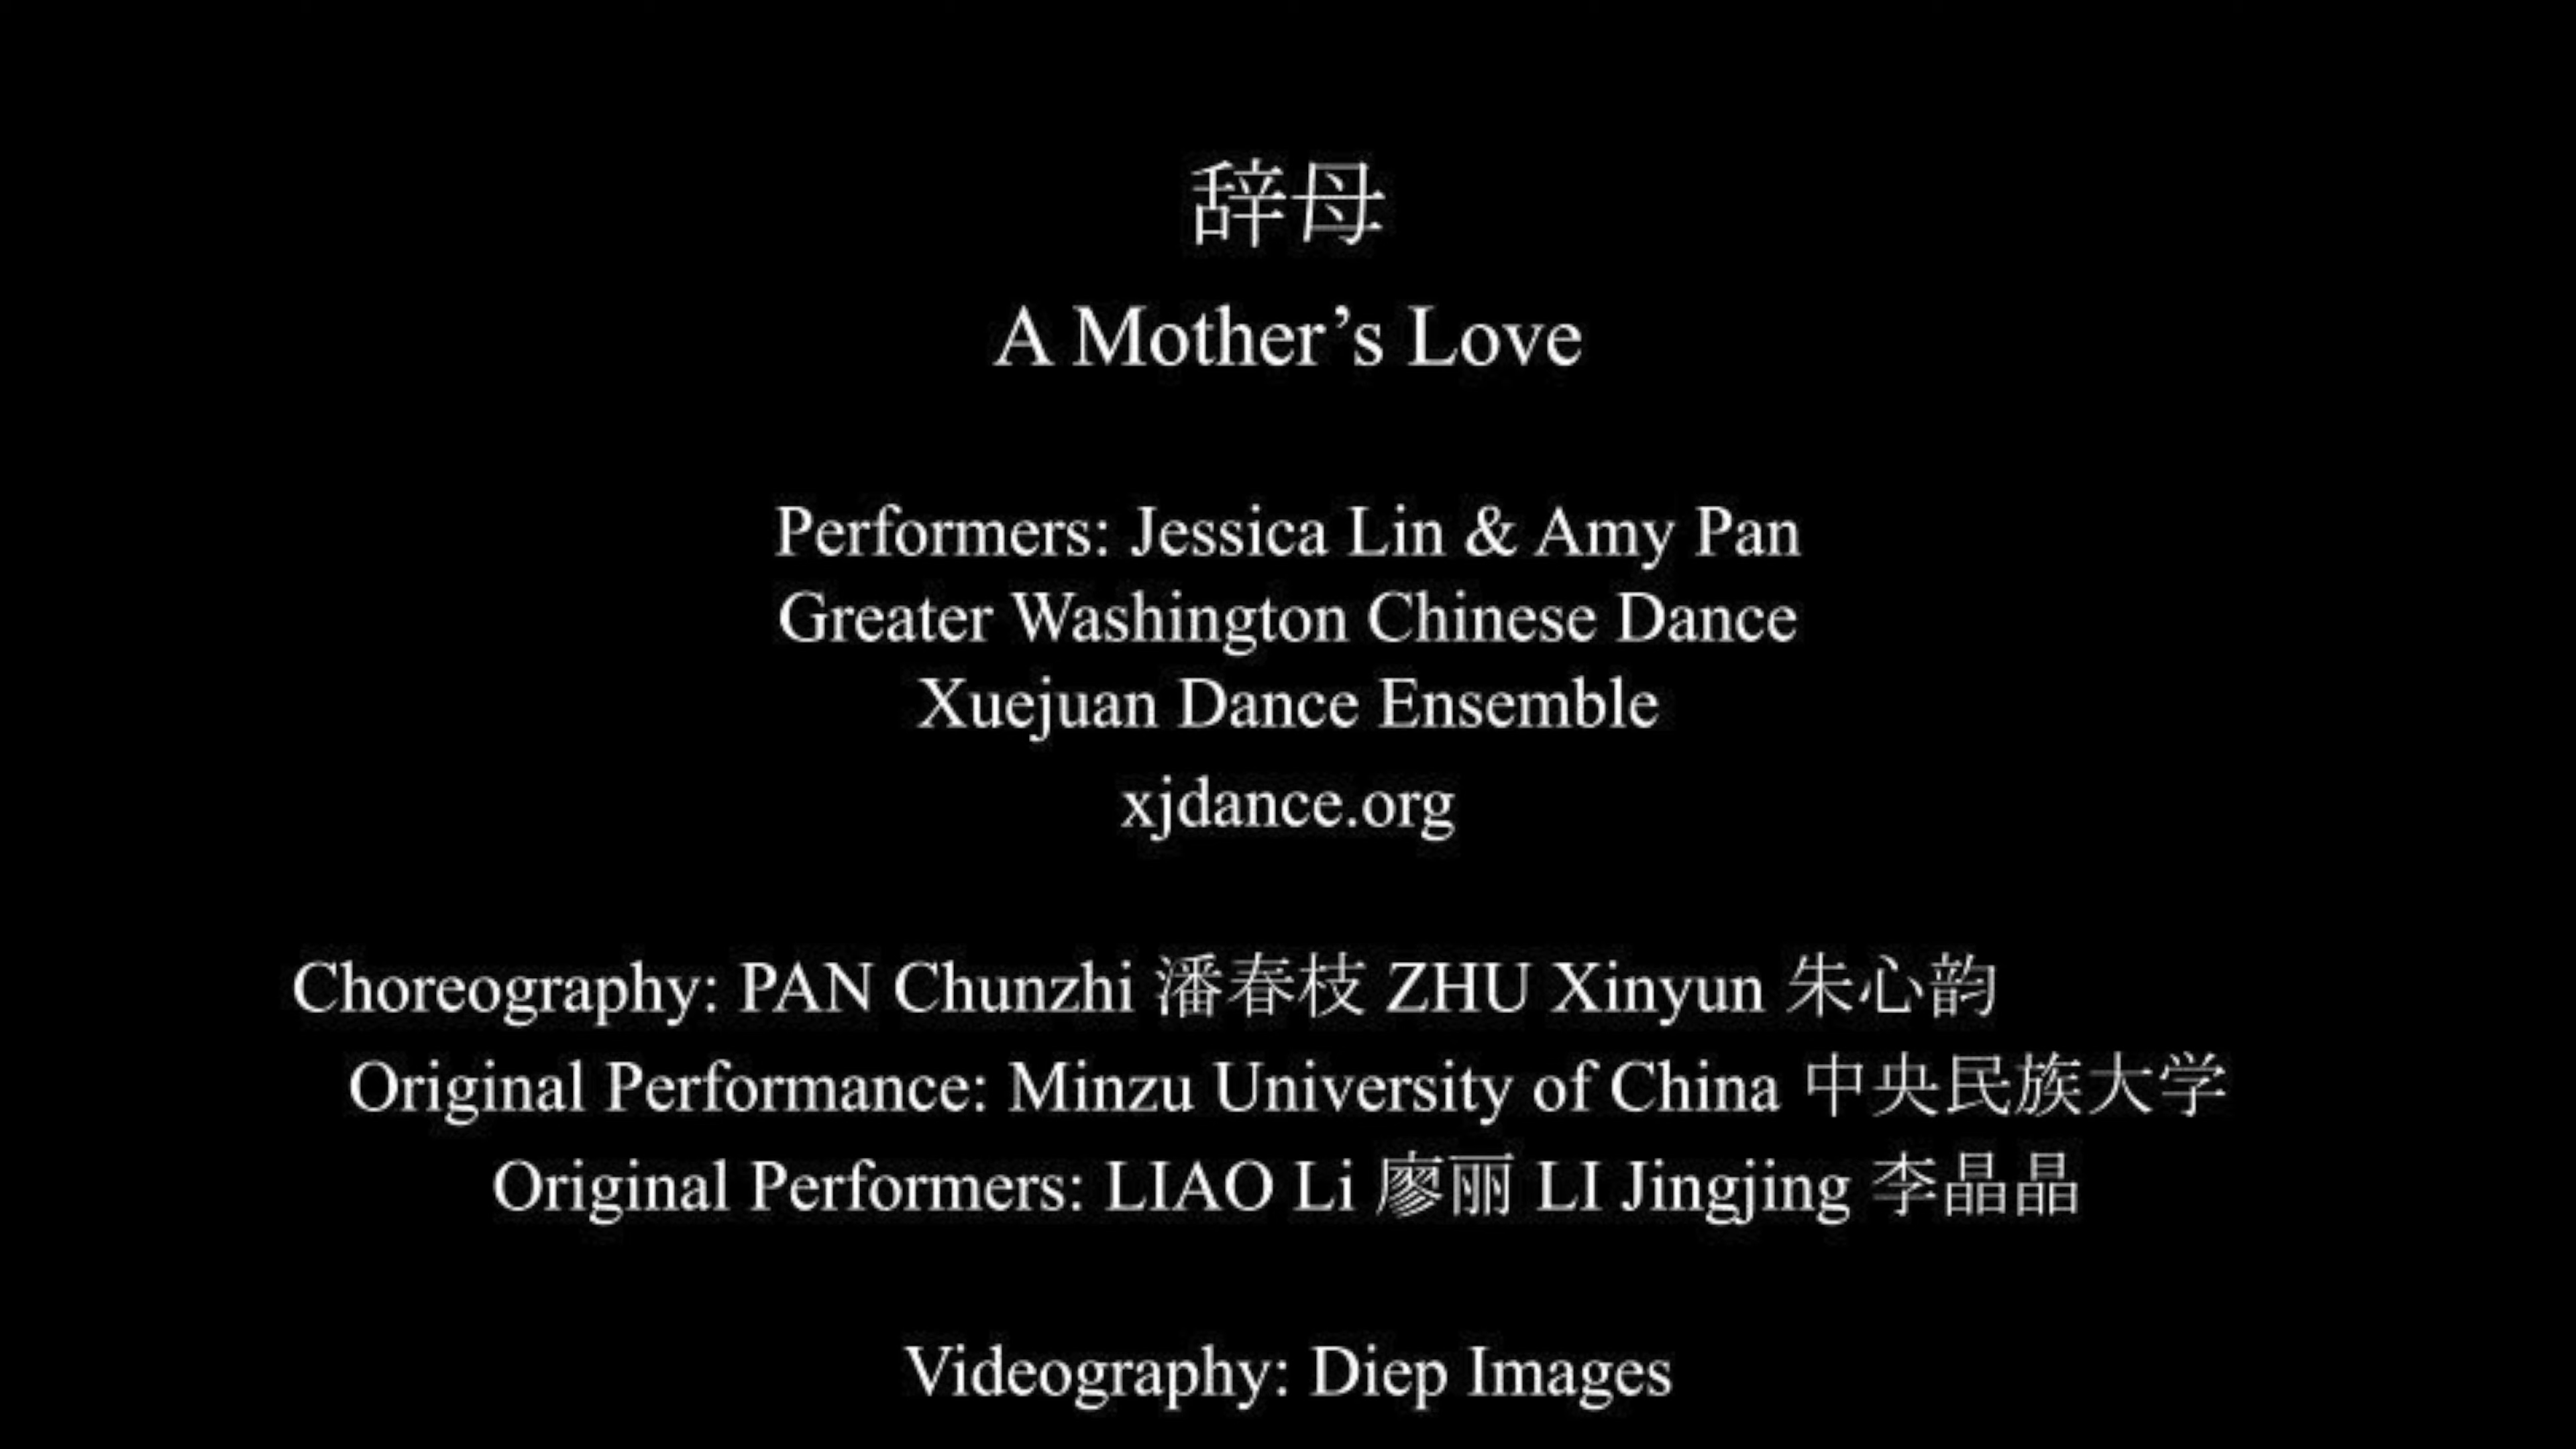 辞母
A Mother’s Love
Performers: Jessica Lin & Amy Pan
Greater Washington Chinese Dance
Xuejuan Dance Ensemble
xjdance.org
Choreography: PAN Chunzhi 潘春枝 ZHU Xinyun 朱心韵
Original Performance: Minzu University of China 中央民族大学
Original Performers: LIAO Li 廖丽 LI Jingjing 李晶晶
Videography: Diep Images